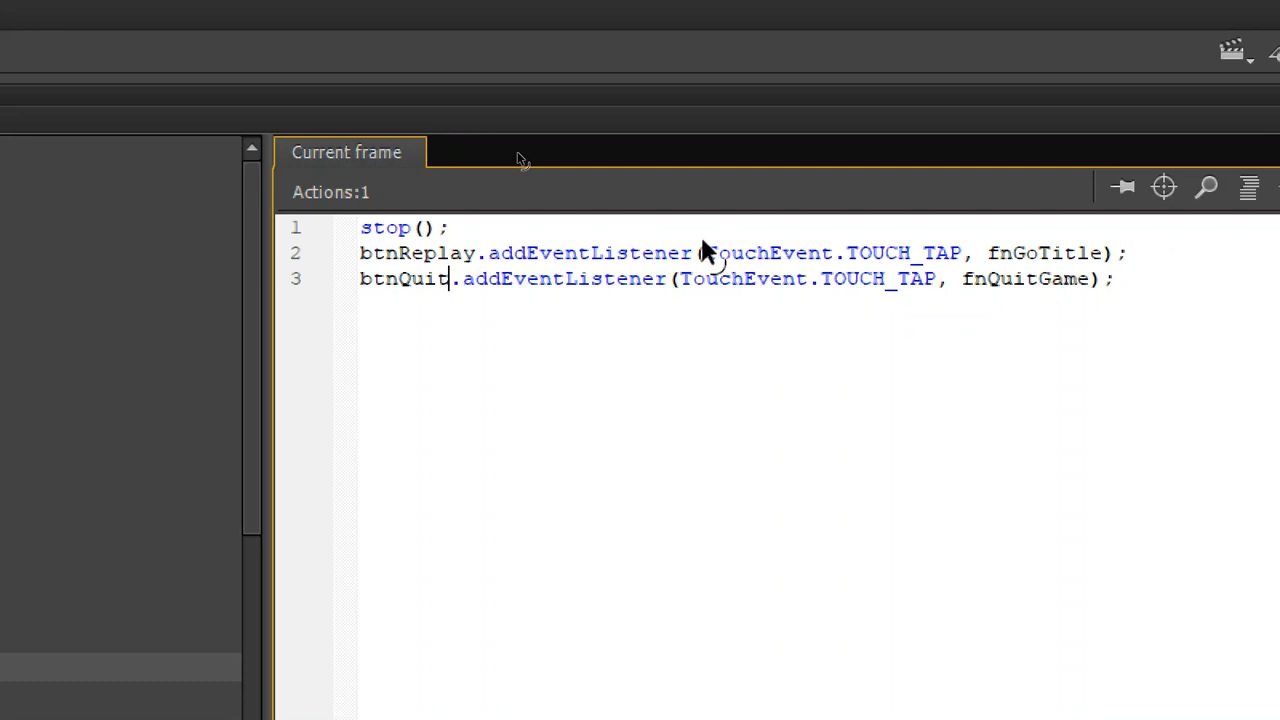 Current frame
Actions:1
1 stop();
2 btnReplay.addEventListener(TouchEvent.TOUCH_TAP, fnGoTitle);
3 btnQuit.addEventListener(TouchEvent.TOUCH_TAP, fnQuitGame);